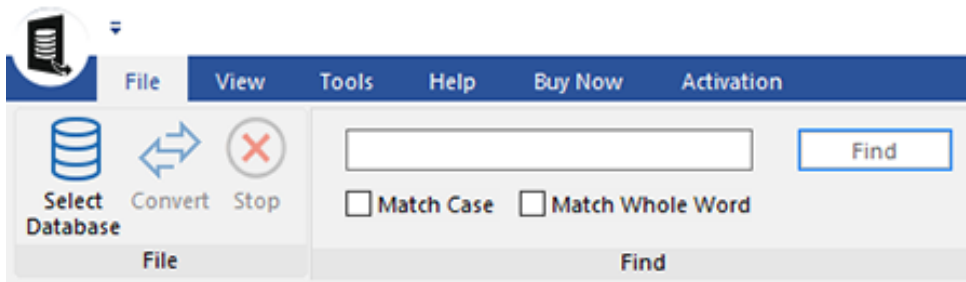 File View Tools Help Buy Now Activation
Find
Select Database Convert Stop
Match Case Match Whole Word
File Find